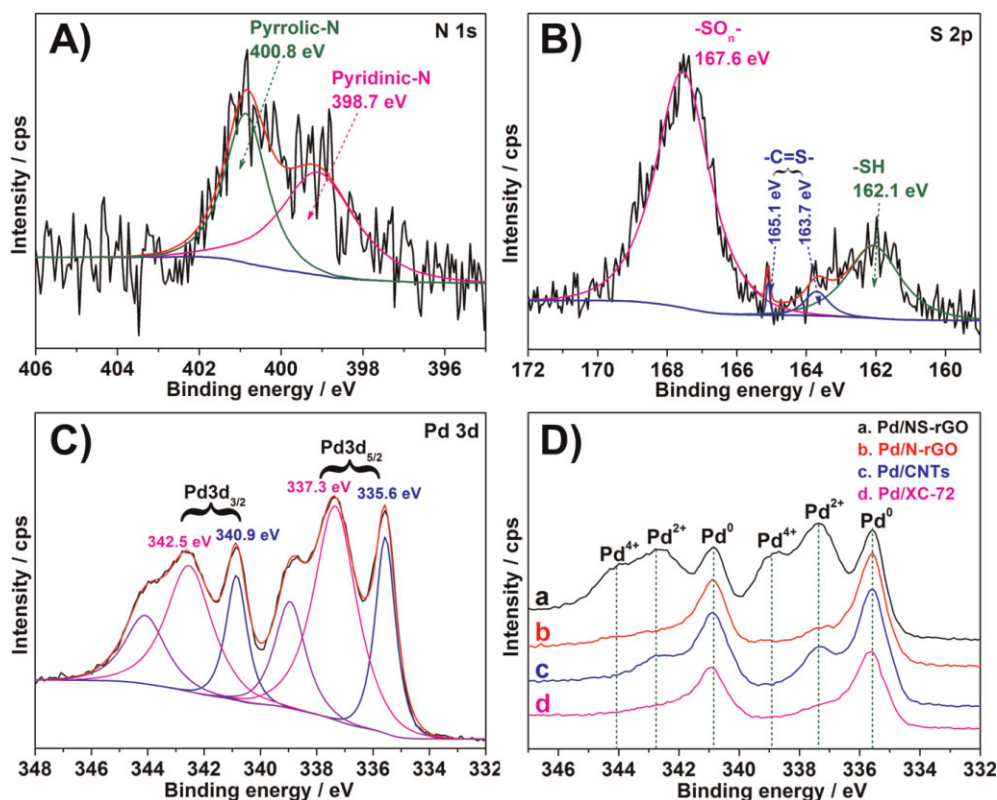 A)
N 1s
Pyrrolic-N
400.8 eV
Pyridinic-N
398.7 eV
Intensity / cps
406 404 402 400 398 396
Binding energy / eV
B)
S 2p
-SOn-
167.6 eV
-C=S-
165.1 eV
163.7 eV
-SH
162.1 eV
Intensity / cps
172 170 168 166 164 162 160
Binding energy / eV
C)
Pd 3d
Pd3d5/2
337.3 eV
335.6 eV
Pd3d3/2
342.5 eV
340.9 eV
Intensity / cps
348 346 344 342 340 338 336 334 332
Binding energy / eV
D)
a. Pd/NS-rGO
b. Pd/N-rGO
c. Pd/CNTs
d. Pd/XC-72
Pd4+ Pd2+ Pd0 Pd4+ Pd2+ Pd0
a
b
c
d
Intensity / cps
346 344 342 340 338 336 334 332
Binding energy / eV